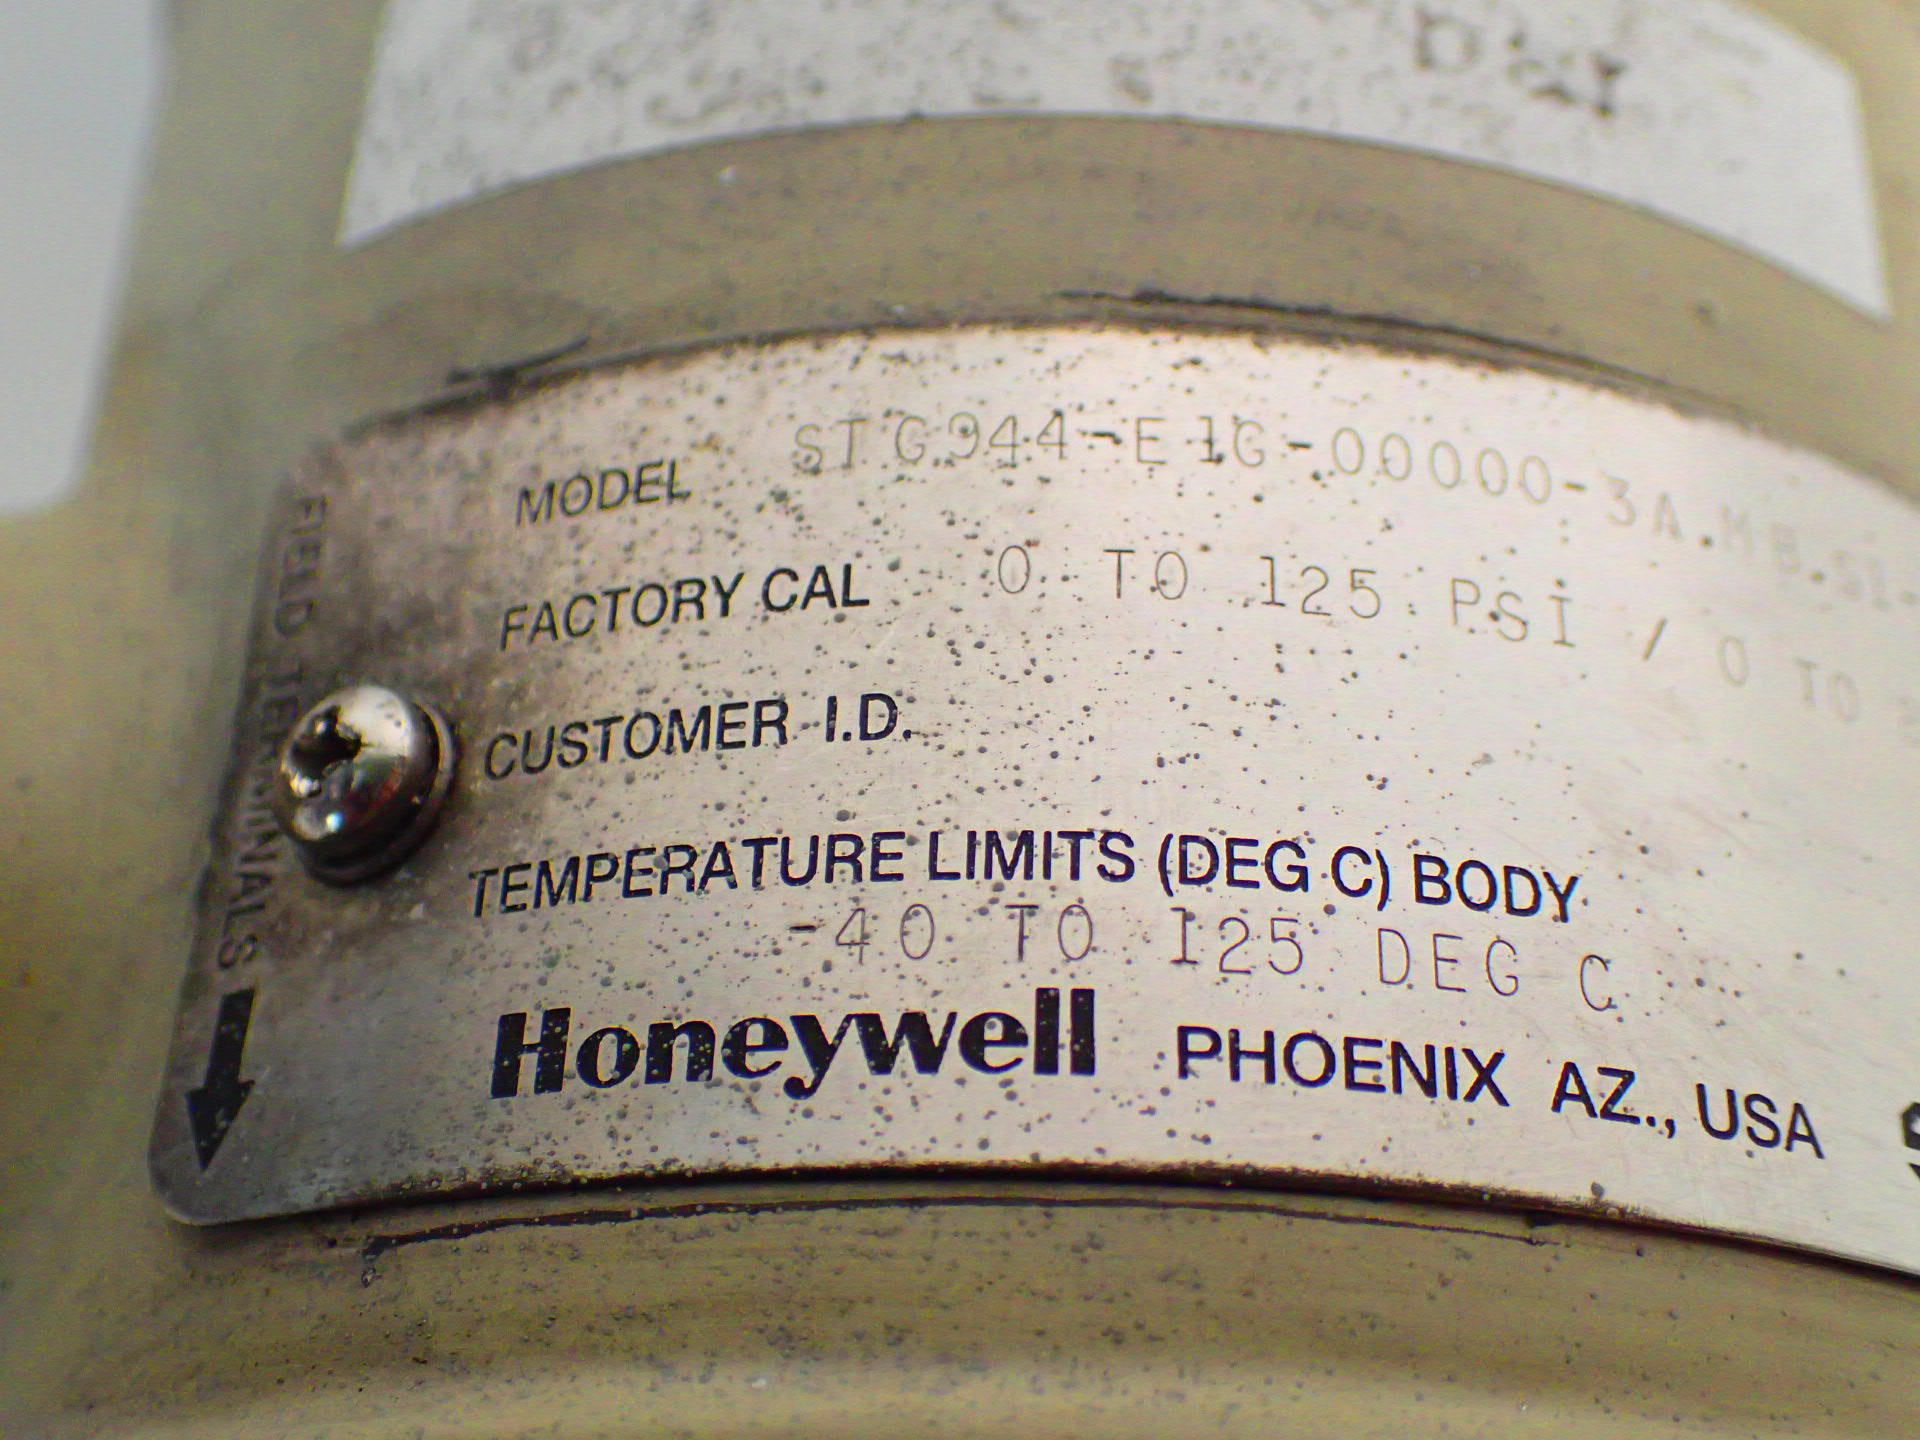 psi
MODEL STG944-E1G-00000-3A.MB.S1-
FACTORY CAL 0 TO 125 PSI / 0 TO
CUSTOMER I.D.
TEMPERATURE LIMITS (DEG C) BODY
-40 TO 125 DEG C
Honeywell PHOENIX AZ., USA
FIELD TERMINALS